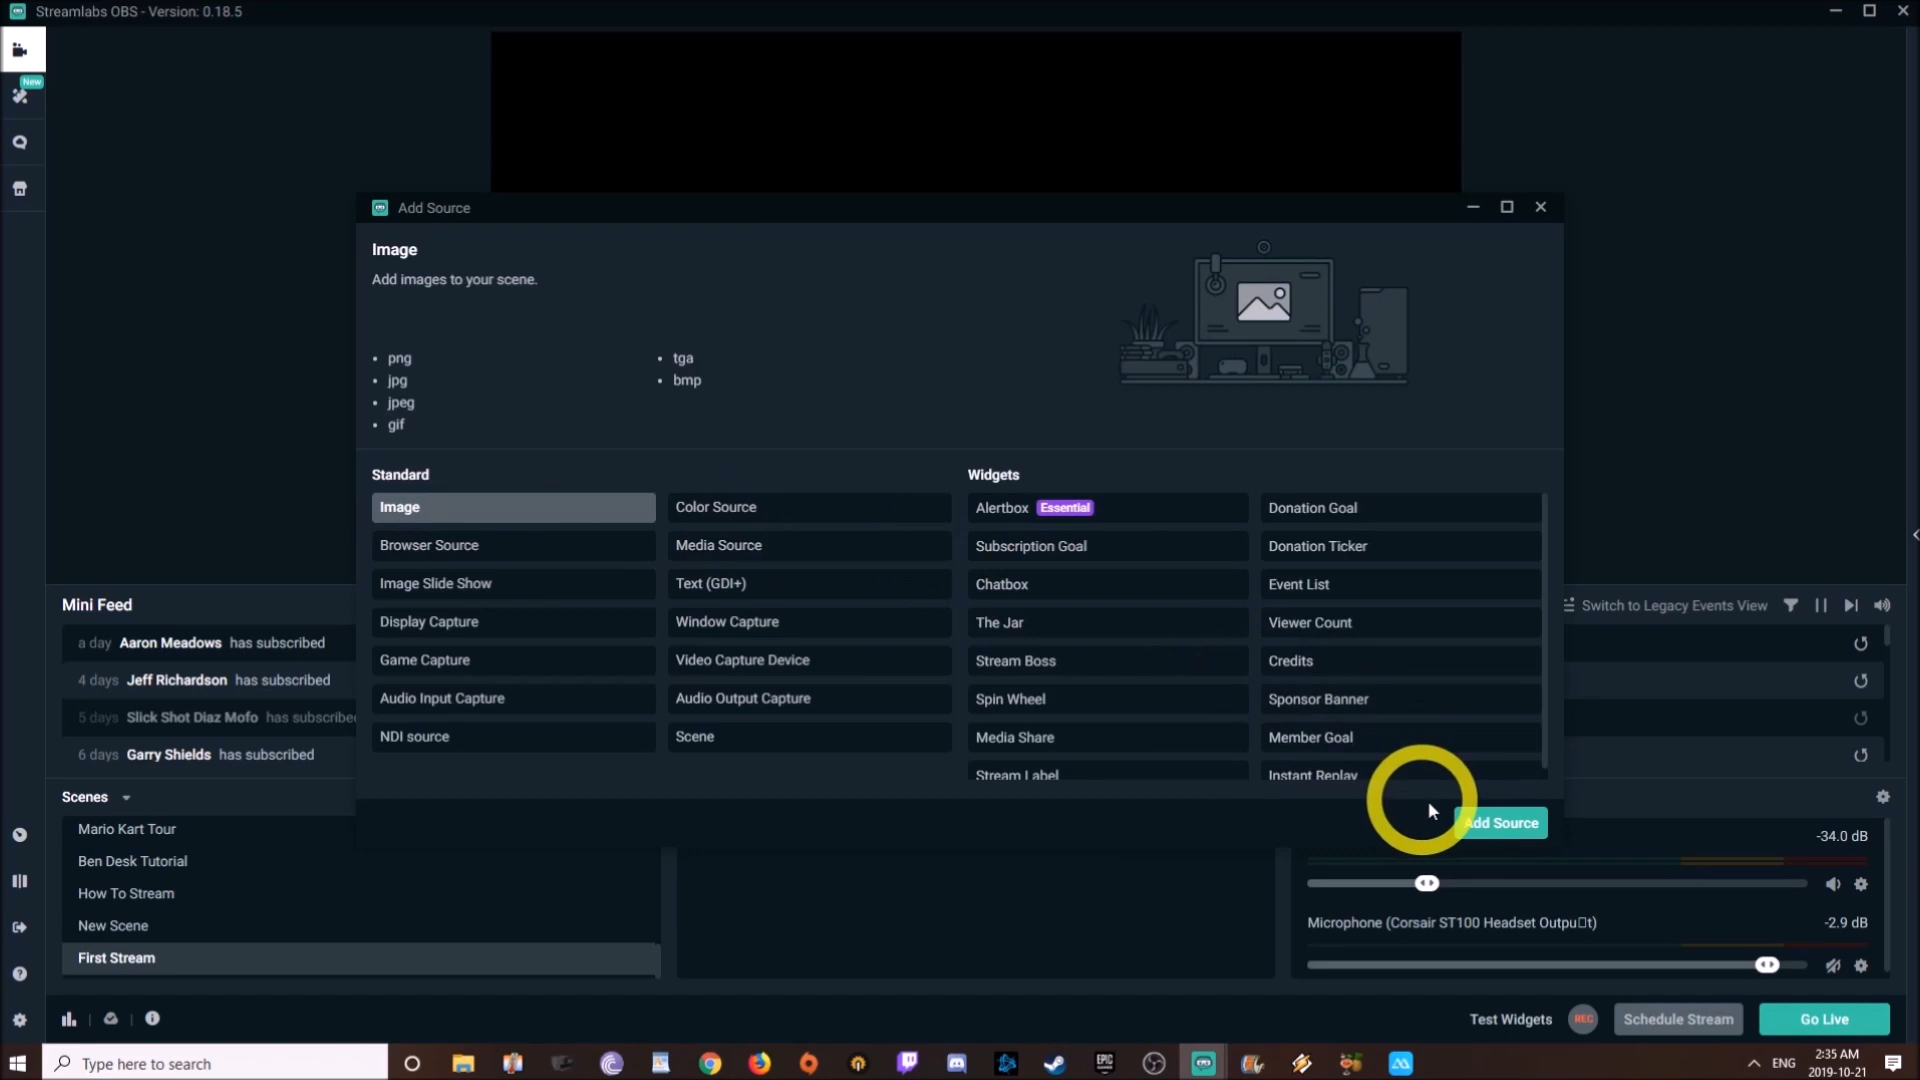 Streamlabs OBS - Version: 0.18.5
New
Add Source
Image
Add images to your scene.
png
jpg
jpeg
gif
tga
bmp
Standard
Image
Color Source
Browser Source
Media Source
Image Slide Show
Text (GDI+)
Display Capture
Window Capture
Game Capture
Video Capture Device
Audio Input Capture
Audio Output Capture
NDI source
Scene
Widgets
Alertbox Essential
Donation Goal
Subscription Goal
Donation Ticker
Chatbox
Event List
The Jar
Viewer Count
Stream Boss
Credits
Spin Wheel
Sponsor Banner
Media Share
Member Goal
Stream Label
Instant Replay
Add Source
Mini Feed
Switch to Legacy Events View
a day Aaron Meadows has subscribed
4 days Jeff Richardson has subscribed
5 days Slick Shot Diaz Mofo has subscribe
6 days Garry Shields has subscribed
Scenes
Mario Kart Tour
Ben Desk Tutorial
How To Stream
New Scene
First Stream
-34.0 dB
Microphone (Corsair ST100 Headset Outpu▯t)
-2.9 dB
Test Widgets
REC
Schedule Stream
Go Live
Type here to search
EPIC GAMES
ENG
2:35 AM
2019-10-21